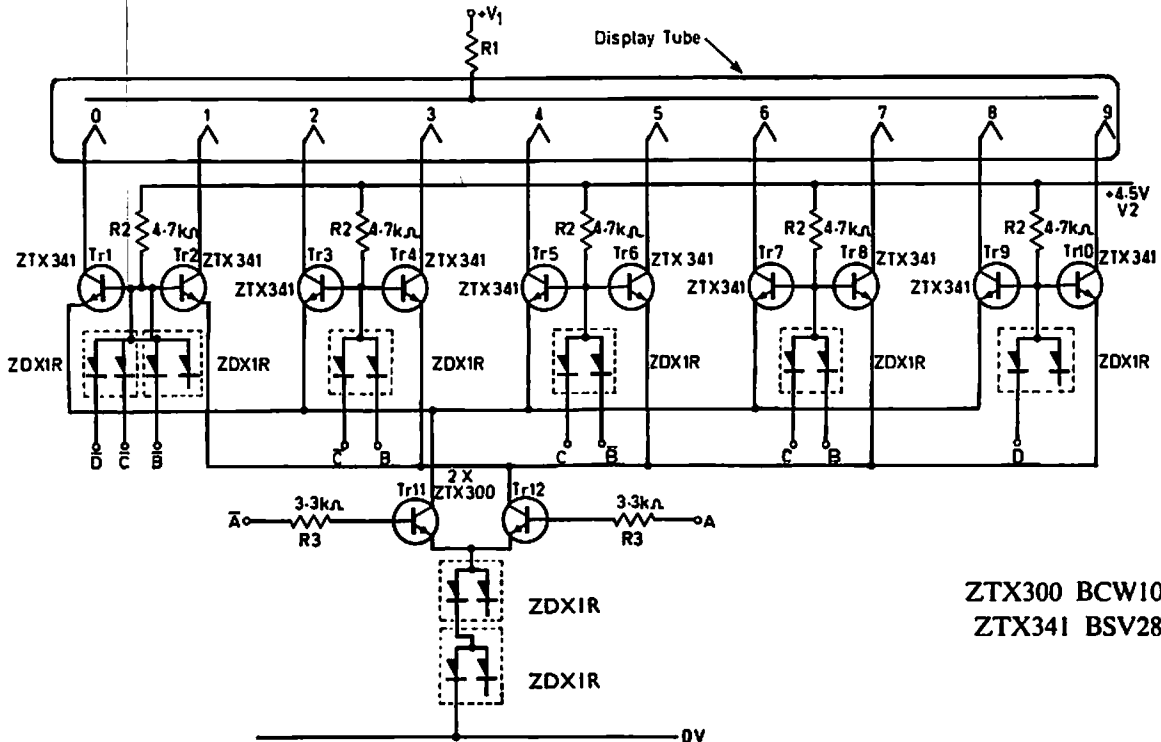 +V1
R1
Display Tube
0 1 2 3 4 5 6 7 8 9
+4·5V
V2
R2 4·7kΩ R2 4·7kΩ R2 4·7kΩ R2 4·7kΩ R2 4·7kΩ
ZTX341 Tr1 Tr2 ZTX341 Tr3 Tr4 ZTX341 Tr5 Tr6 ZTX341 Tr7 Tr8 ZTX341 Tr9 Tr10 ZTX341
ZTX341 ZTX341 ZTX341 ZTX341
ZDX1R ZDX1R ZDX1R ZDX1R ZDX1R ZDX1R
D̅ C̅ B̅ C̅ B C B̅ C B D
2 X
ZTX300
Tr11 Tr12
A̅ 3·3kΩ 3·3kΩ A
R3 R3
ZDX1R
ZDX1R
0V
ZTX300 BCW10
ZTX341 BSV28